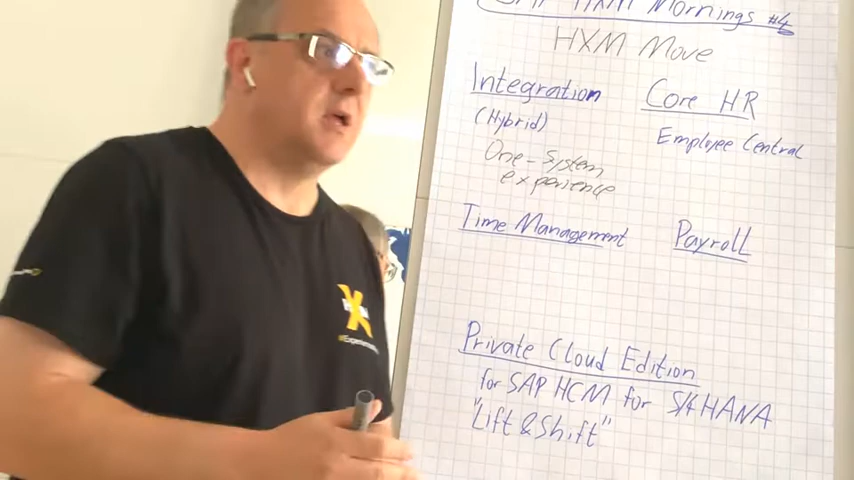 HXM Mornings #4
HXM Move
Integration
(Hybrid)
One-System
experience
Core HR
Employee Central
Time Management
Payroll
Private Cloud Edition
for SAP HCM for S/4HANA
"Lift & Shift"